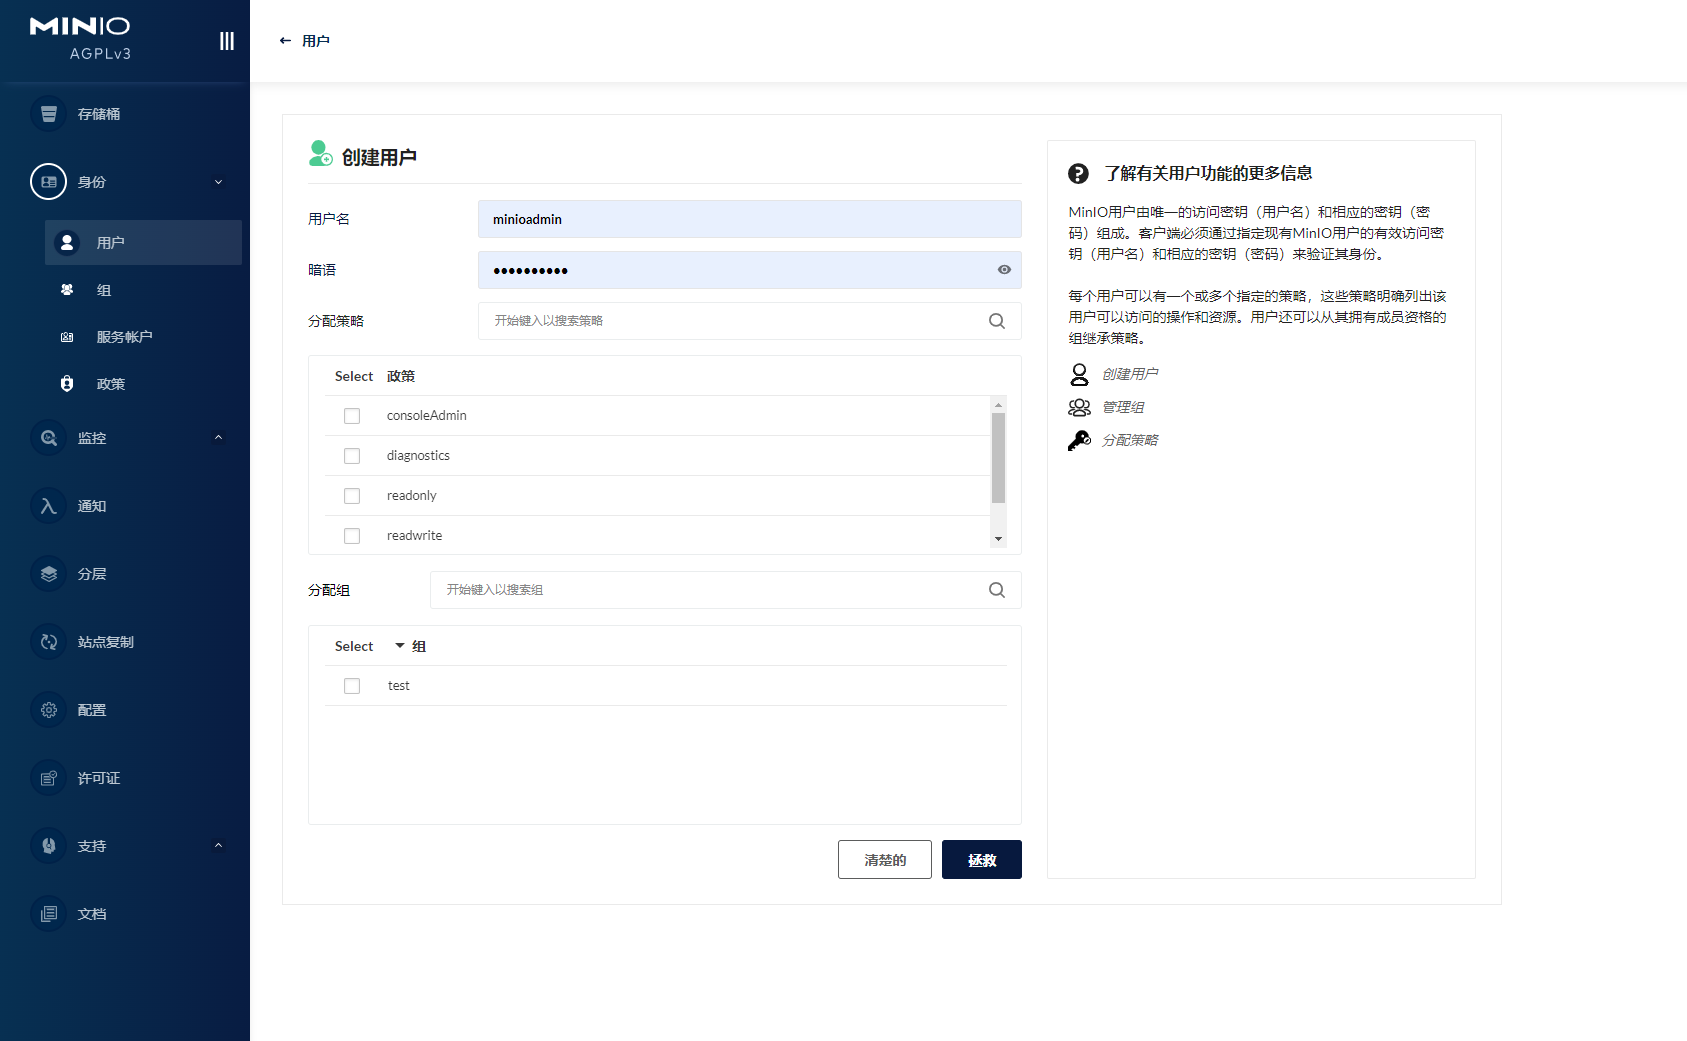 MINIO
AGPLv3
存储桶
身份
用户
组
服务帐户
政策
监控
通知
分层
站点复制
配置
许可证
支持
文档
← 用户
创建用户
用户名 minioadmin
暗语 ••••••••••
分配策略 开始键入以搜索策略
Select 政策
consoleAdmin
diagnostics
readonly
readwrite
分配组 开始键入以搜索组
Select 组
test
清楚的 拯救
了解有关用户功能的更多信息
MinIO用户由唯一的访问密钥（用户名）和相应的密钥（密
码）组成。客户端必须通过指定现有MinIO用户的有效访问密
钥（用户名）和相应的密钥（密码）来验证其身份。
每个用户可以有一个或多个指定的策略，这些策略明确列出该
用户可以访问的操作和资源。用户还可以从其拥有成员资格的
组继承策略。
创建用户
管理组
分配策略